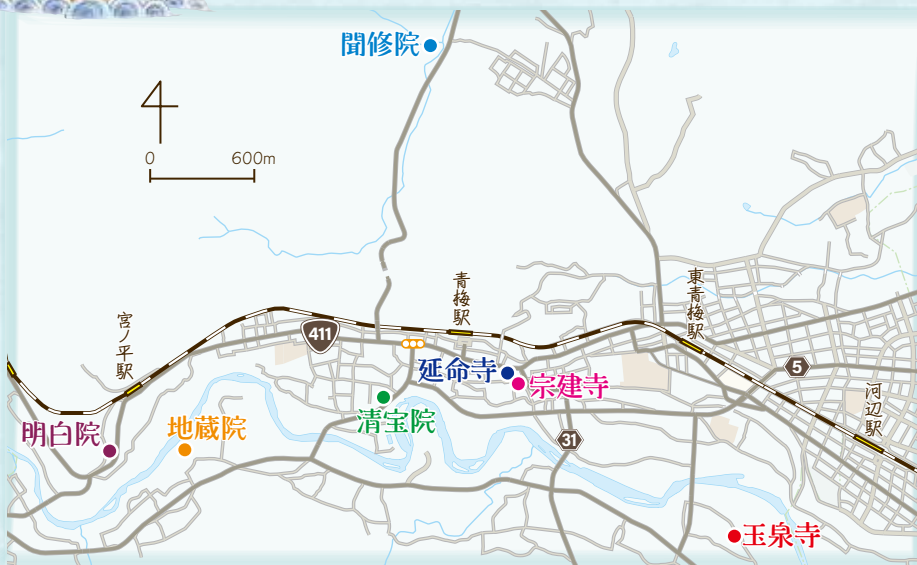 聞修院
0 600m
青梅駅
東青梅駅
宮ノ平駅
411
延命寺
宗建寺
5
河辺駅
清宝院
地蔵院
明白院
31
玉泉寺